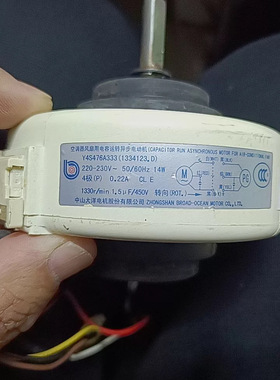 空调器风扇用电容运转异步电动机(CAPACITOR RUN ASYNCHRONOUS MOTOR FOR AIR-CONDITIONER FAN
Y4S476A333(1334123.D)
220-230V~ 50/60Hz 14W
4极(P) 0.22A CL E
1330r/min 1.5μF/450V 转向(ROT.)
M
PG
中山大洋电机股份有限公司 ZHONGSHAN BROAD-OCEAN MOTOR CO.,LTD.